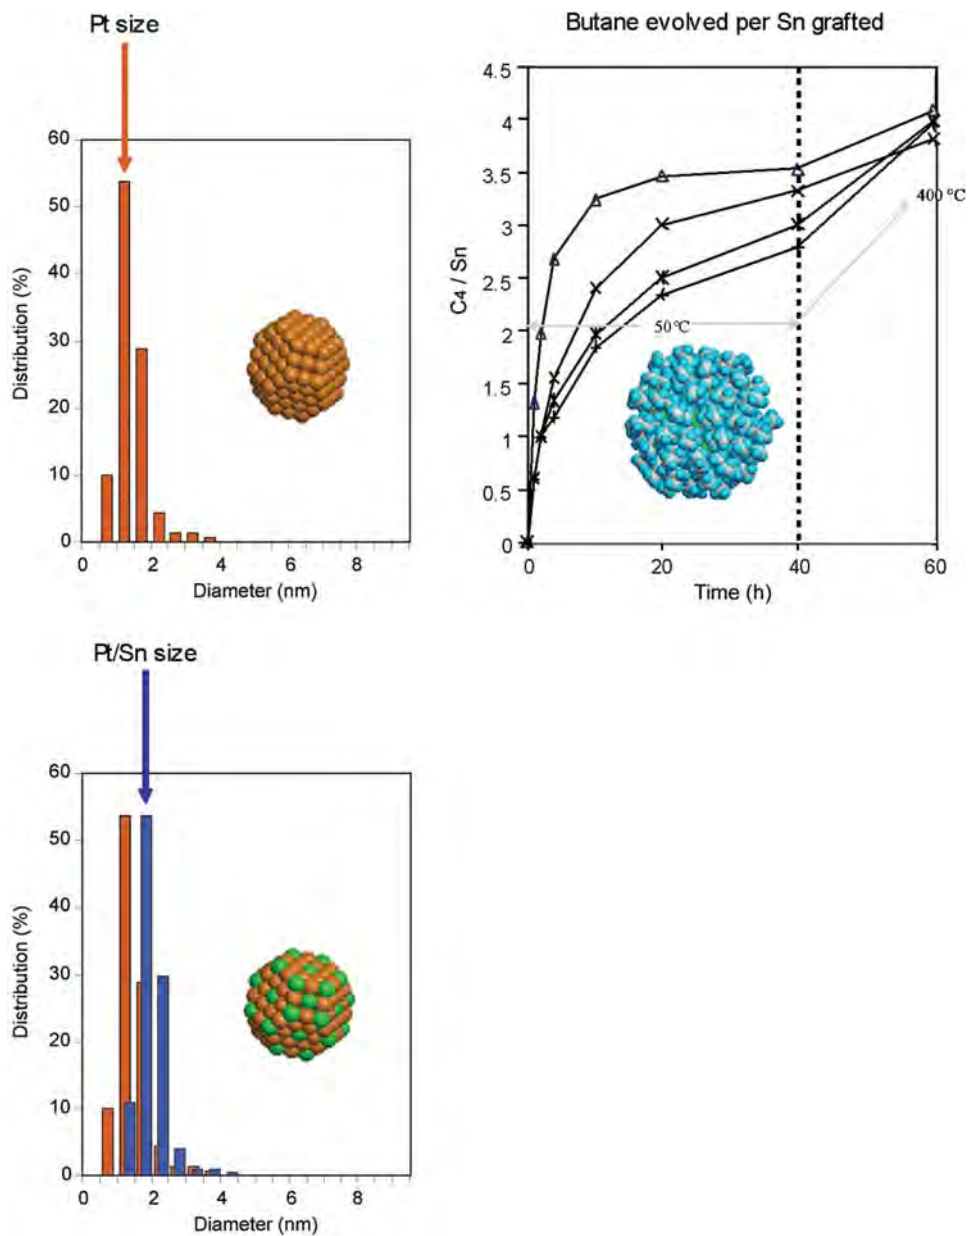 Pt size
60
50
40
30
20
10
0
Distribution (%)
0 2 4 6 8
Diameter (nm)
Butane evolved per Sn grafted
4.5
4
3.5
3
2.5
2
1.5
1
0.5
0
C4 / Sn
400 °C
50 °C
0 20 40 60
Time (h)
Pt/Sn size
60
50
40
30
20
10
0
Distribution (%)
0 2 4 6 8
Diameter (nm)